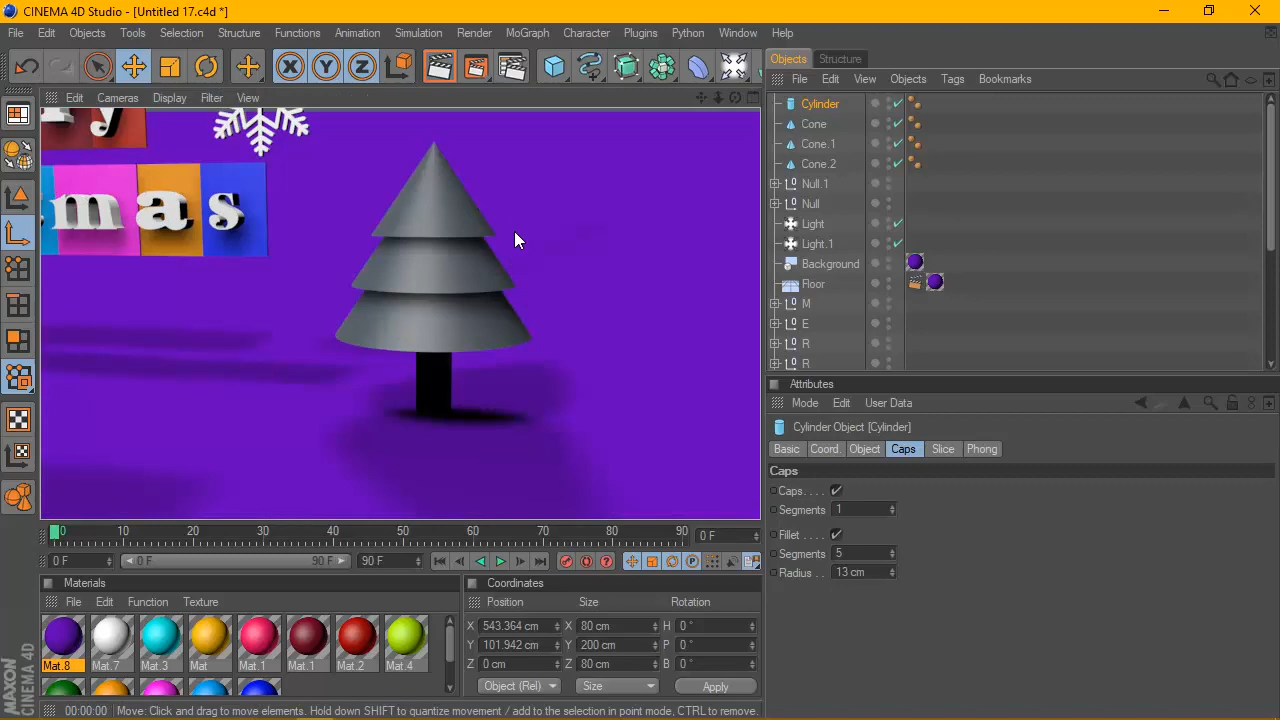 CINEMA 4D Studio - [Untitled 17.c4d *]
File Edit Objects Tools Selection Structure Functions Animation Simulation Render MoGraph Character Plugins Python Window Help
Objects Structure
File Edit View Objects Tags Bookmarks
Edit Cameras Display Filter View
y
mas
Cylinder
Cone
Cone.1
Cone.2
Null.1
Null
Light
Light.1
Background
Floor
M
E
R
R
Attributes
Mode Edit User Data
Cylinder Object [Cylinder]
Basic Coord. Object Caps Slice Phong
Caps
Caps. . . .
Segments 1
Fillet. . . .
Segments 5
Radius . . 13 cm
0 10 20 30 40 50 60 70 80 90 0 F
0 F 0 F 90 F 90 F
Materials
File Edit Function Texture
Mat.8 Mat.7 Mat.3 Mat Mat.1 Mat.1 Mat.2 Mat.4
Coordinates
Position Size Rotation
X 543.364 cm X 80 cm H 0 °
Y 101.942 cm Y 200 cm P 0 °
Z 0 cm Z 80 cm B 0 °
Object (Rel) Size Apply
MAXON
CINEMA 4D
00:00:00 Move: Click and drag to move elements. Hold down SHIFT to quantize movement / add to the selection in point mode, CTRL to remove.